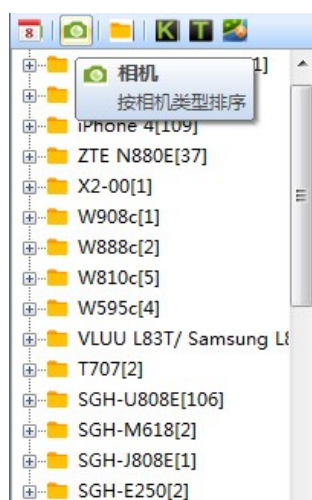 8
K T
1]
相机
按相机类型排序
iPhone 4[109]
ZTE N880E[37]
X2-00[1]
W908c[1]
W888c[2]
W810c[5]
W595c[4]
VLUU L83T/ Samsung L8
T707[2]
SGH-U808E[106]
SGH-M618[2]
SGH-J808E[1]
SGH-E250[2]